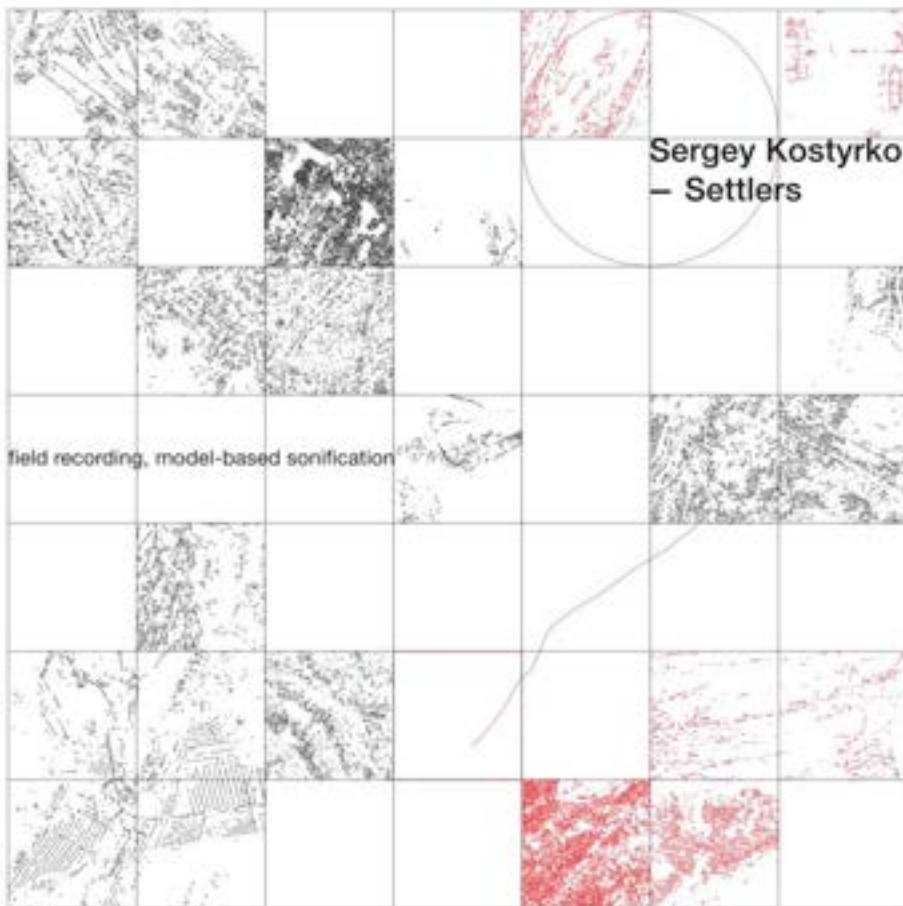 Sergey Kostyrko
— Settlers
field recording, model-based sonification